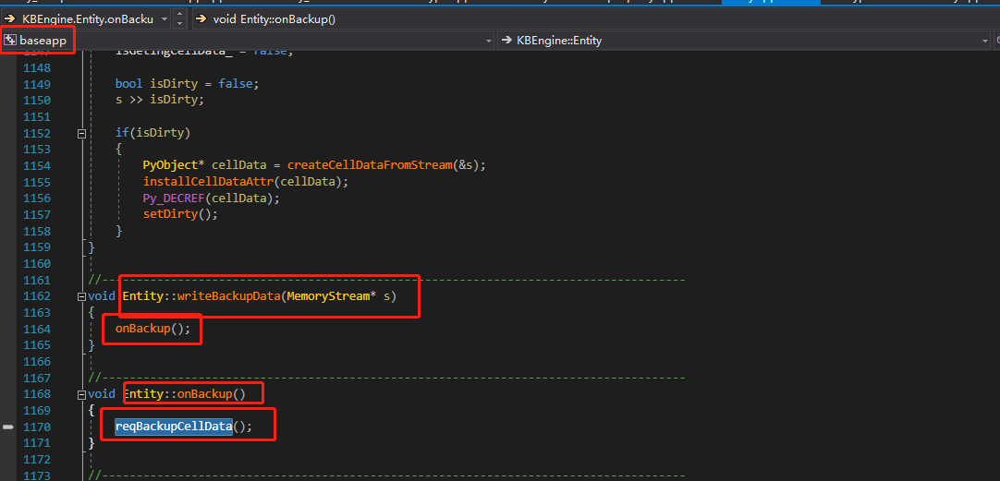 KBEngine.Entity.onBacku void Entity::onBackup()
baseapp KBEngine::Entity
1148
1149 bool isDirty = false;
1150 s >> isDirty;
1151
1152 if(isDirty)
1153 {
1154 PyObject* cellData = createCellDataFromStream(&s);
1155 installCellDataAttr(cellData);
1156 Py_DECREF(cellData);
1157 setDirty();
1158 }
1159 }
1160
1161 //-------------------------------------------------------------------------------------
1162 void Entity::writeBackupData(MemoryStream* s)
1163 {
1164 onBackup();
1165 }
1166
1167 //-------------------------------------------------------------------------------------
1168 void Entity::onBackup()
1169 {
1170 reqBackupCellData();
1171 }
1172
1173 //-------------------------------------------------------------------------------------